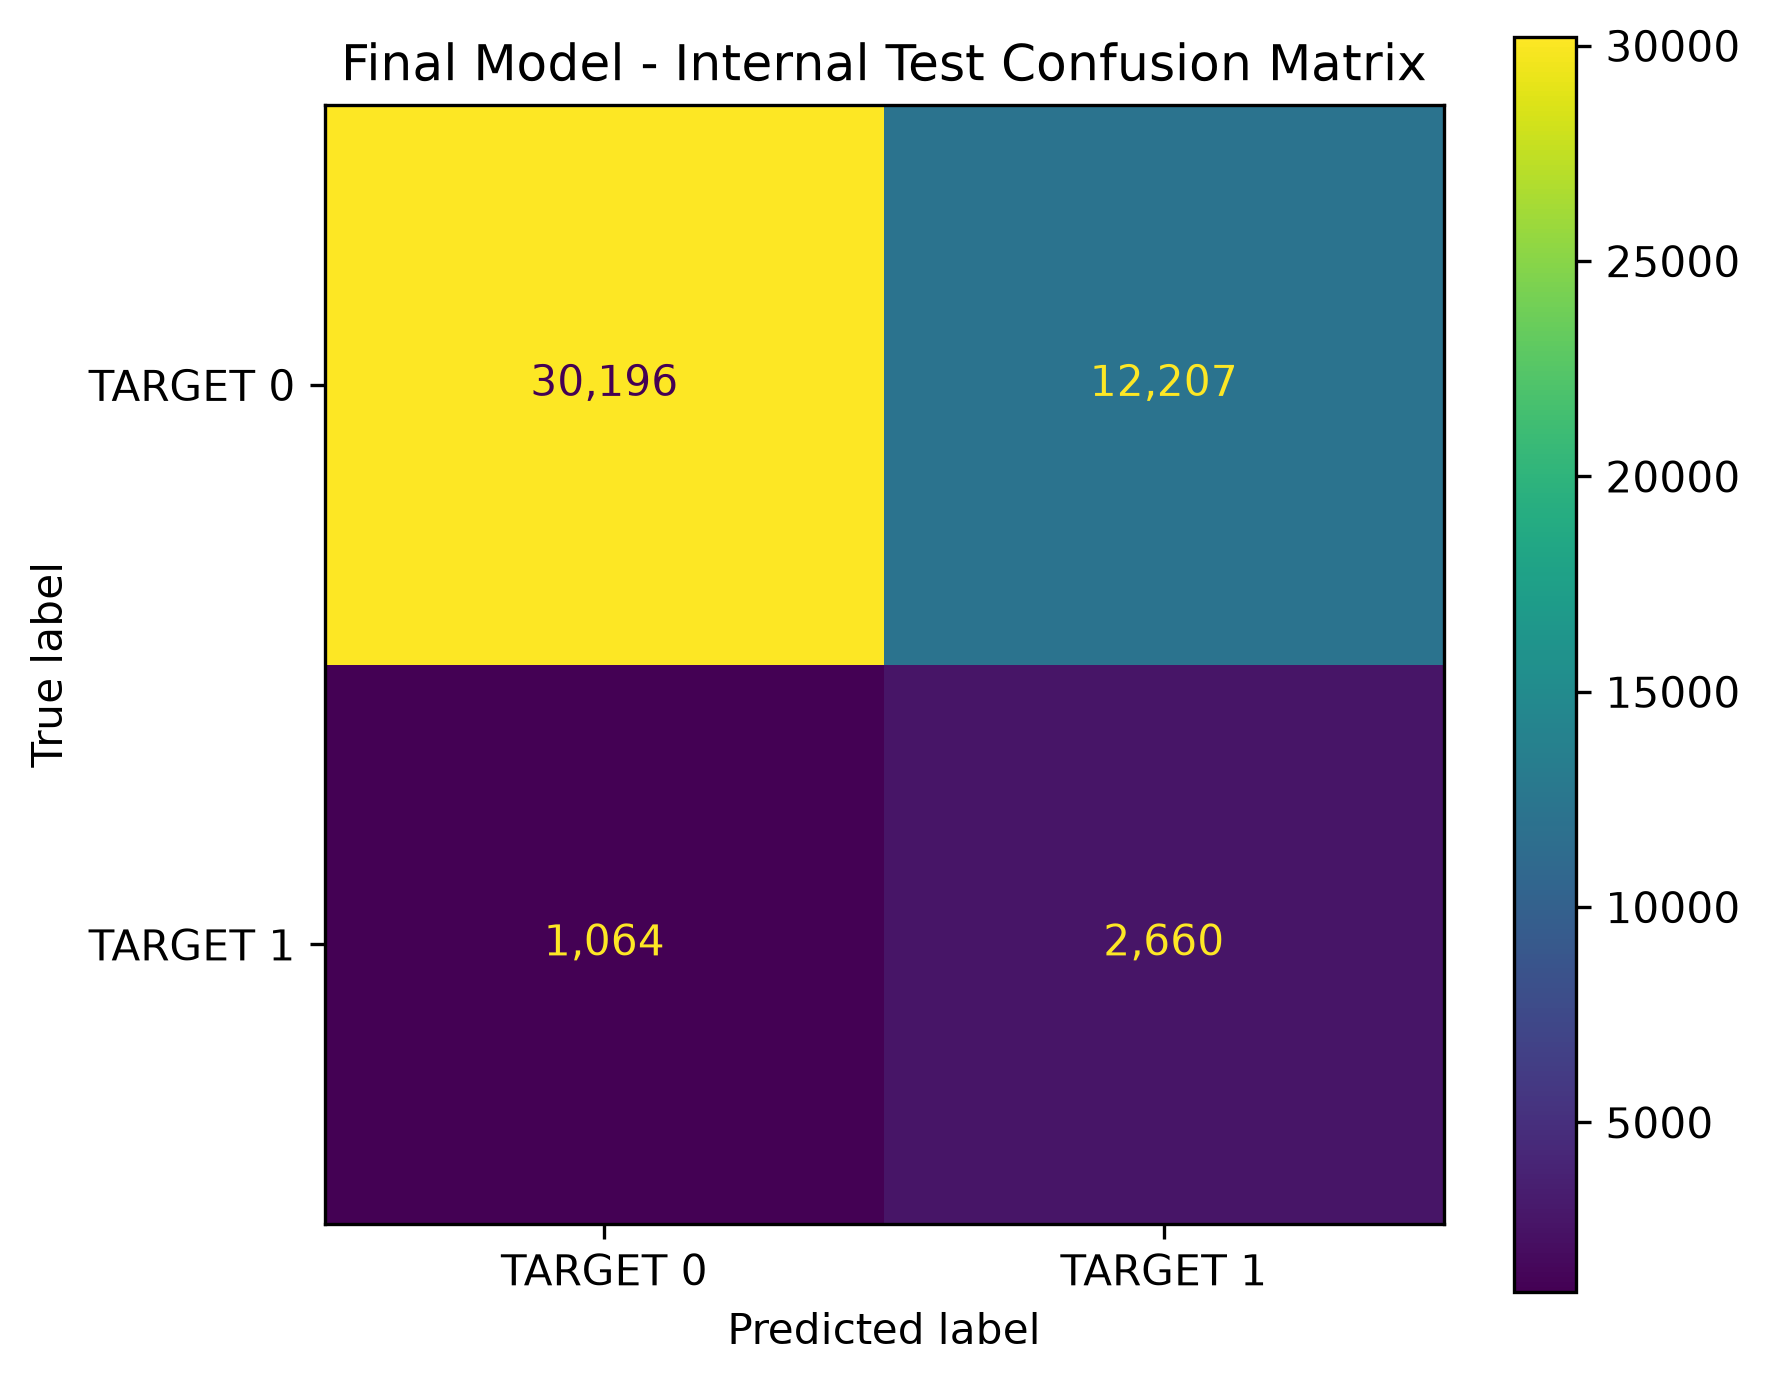 Final Model - Internal Test Confusion Matrix
True label
TARGET 0
TARGET 1
30,196
12,207
1,064
2,660
TARGET 0
TARGET 1
Predicted label
30000
25000
20000
15000
10000
5000